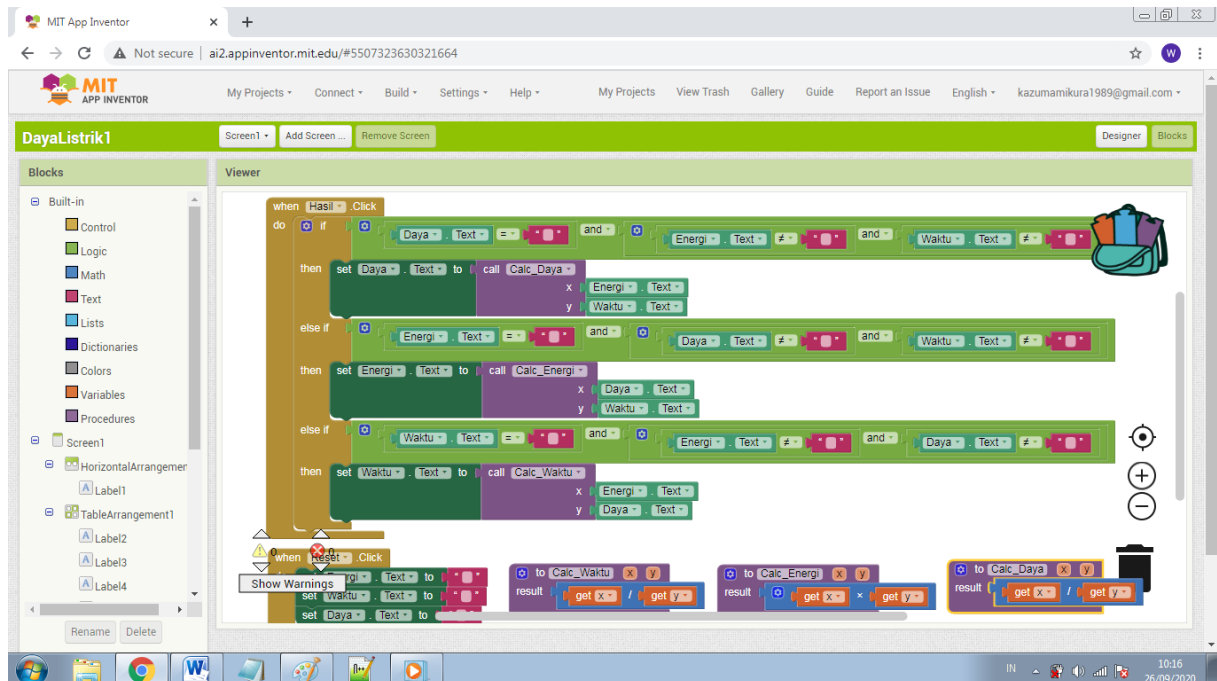 MIT App Inventor
Not secure | ai2.appinventor.mit.edu/#5507323630321664
W
MIT
APP INVENTOR
My Projects Connect Build Settings Help My Projects View Trash Gallery Guide Report an Issue English kazumamikura1989@gmail.com
DayaListrik1 Screen1 Add Screen ... Remove Screen Designer Blocks
Blocks Viewer
Built-in
Control
Logic
Math
Text
Lists
Dictionaries
Colors
Variables
Procedures
Screen1
HorizontalArrangemen
Label1
TableArrangement1
Label2
Label3
Label4
Rename Delete
when Hasil .Click
do if Daya . Text = " " and Energi . Text ≠ " " and Waktu . Text ≠ " "
then set Daya . Text to call Calc_Daya
x Energi . Text
y Waktu . Text
else if Energi . Text = " " and Daya . Text ≠ " " and Waktu . Text ≠ " "
then set Energi . Text to call Calc_Energi
x Daya . Text
y Waktu . Text
else if Waktu . Text = " " and Energi . Text ≠ " " and Daya . Text ≠ " "
then set Waktu . Text to call Calc_Waktu
x Energi . Text
y Daya . Text
0 0
Show Warnings
when Reset .Click
rgi . Text to " "
set Waktu . Text to " "
set Daya . Text to
to Calc_Waktu x y
result get x / get y
to Calc_Energi x y
result get x × get y
to Calc_Daya x y
result get x / get y
IN 10:16
26/09/2020